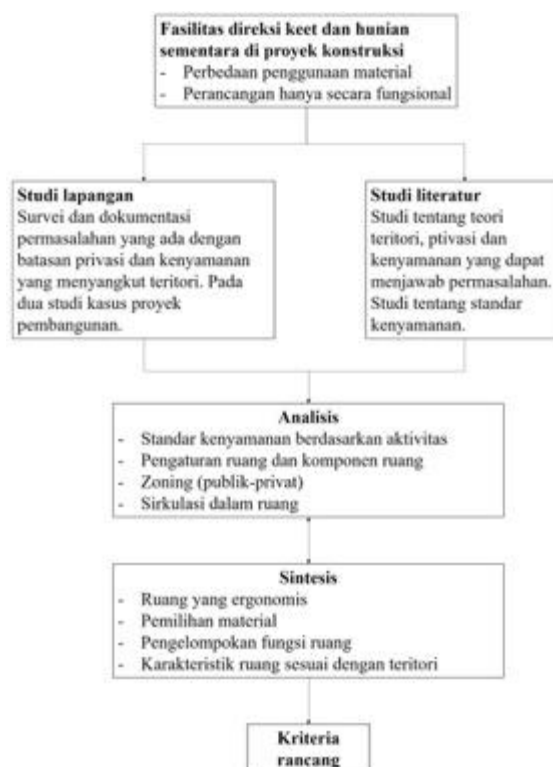 Fasilitas direksi keet dan hunian
sementara di proyek konstruksi
- Perbedaan penggunaan material
- Perancangan hanya secara fungsional
Studi lapangan
Survei dan dokumentasi
permasalahan yang ada dengan
batasan privasi dan kenyamanan
yang menyangkut teritori. Pada
dua studi kasus proyek
pembangunan.
Studi literatur
Studi tentang teori
teritori, ptivasi dan
kenyamanan yang dapat
menjawab permasalahan.
Studi tentang standar
kenyamanan.
Analisis
- Standar kenyamanan berdasarkan aktivitas
- Pengaturan ruang dan komponen ruang
- Zoning (publik-privat)
- Sirkulasi dalam ruang
Sintesis
- Ruang yang ergonomis
- Pemilihan material
- Pengelompokan fungsi ruang
- Karakteristik ruang sesuai dengan teritori
Kriteria
rancang